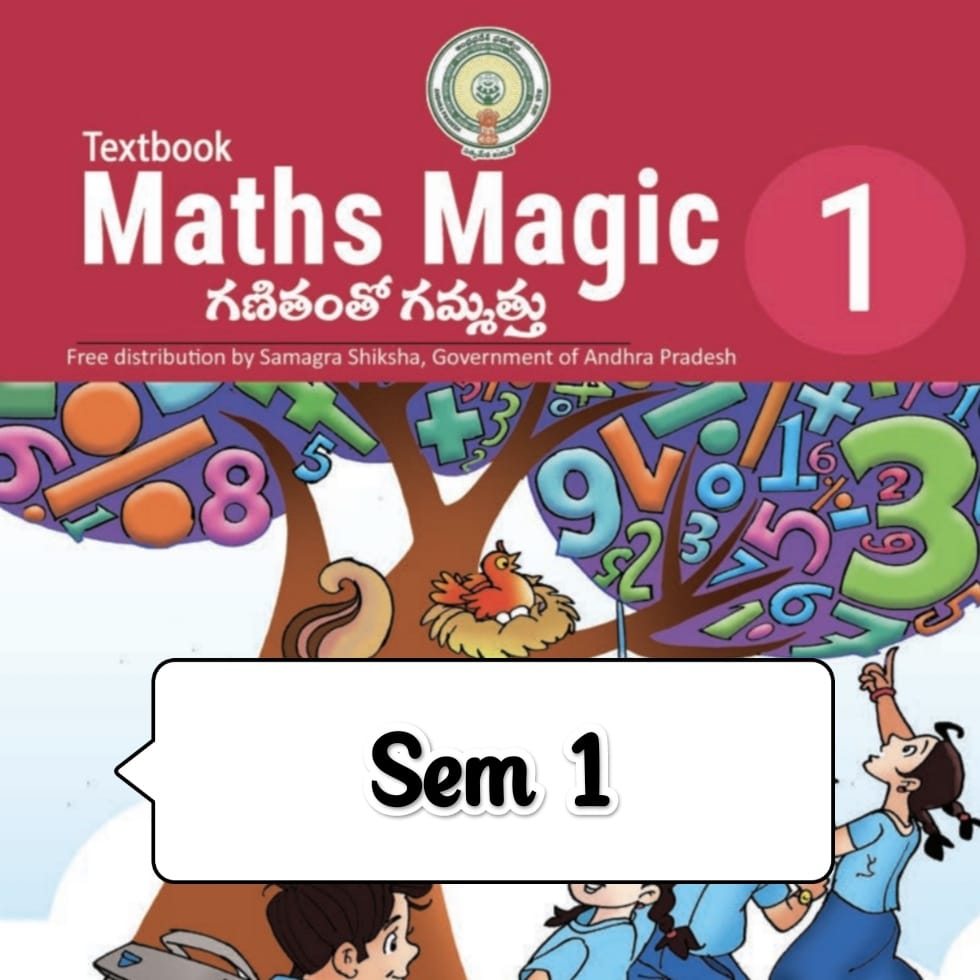 Textbook
Maths Magic
1
గణితంతో గమ్మత్తు
Free distribution by Samagra Shiksha, Government of Andhra Pradesh
Sem 1